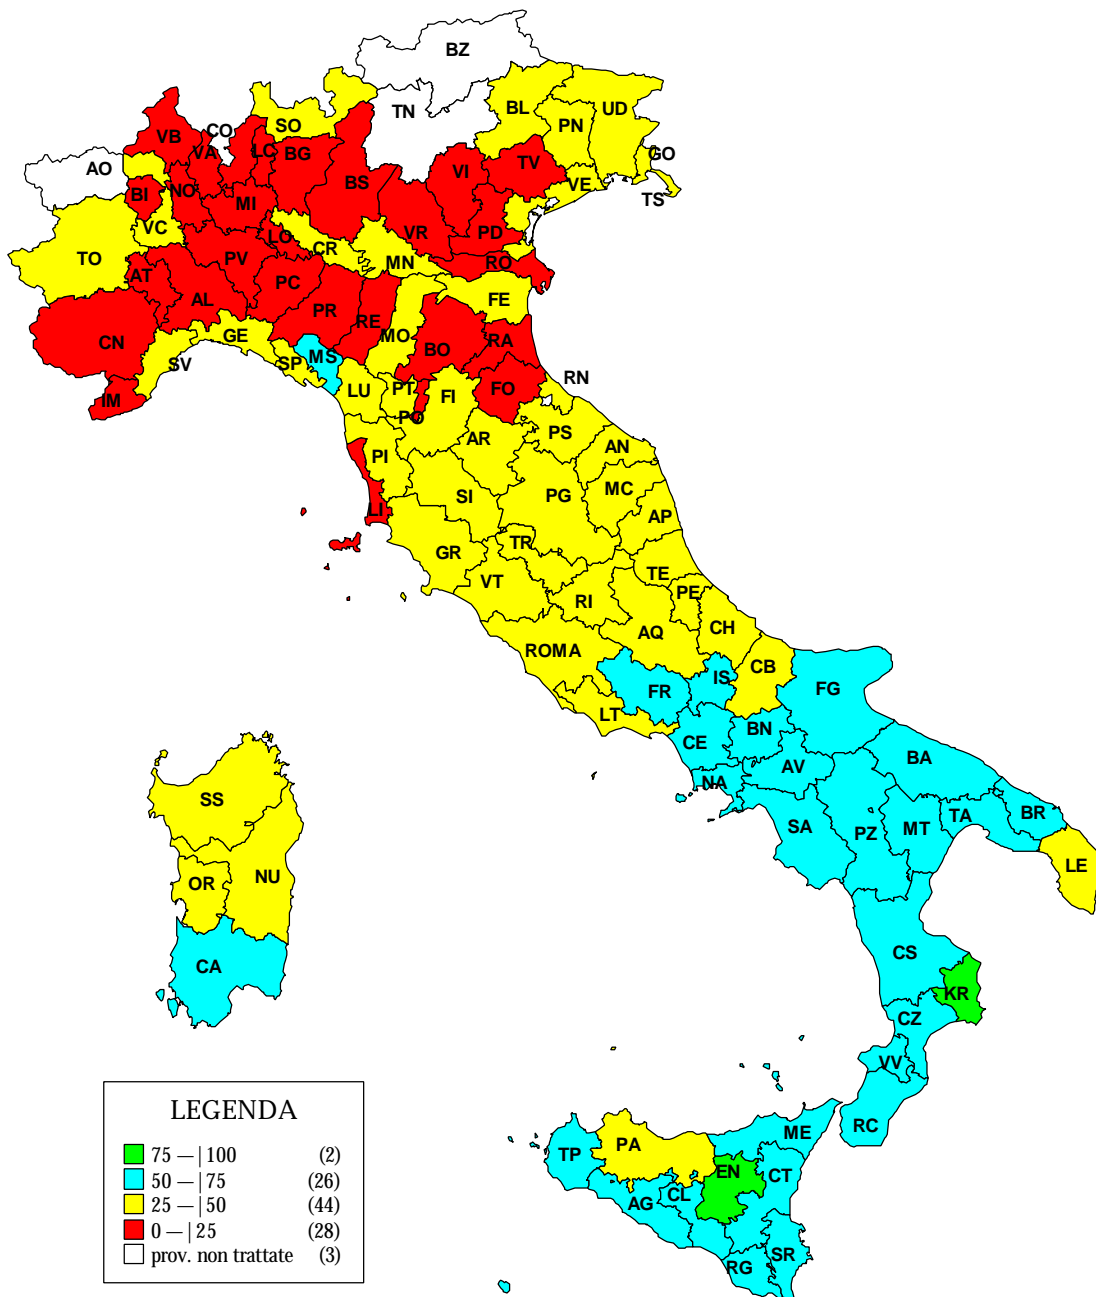 BZ
BL
UD
TN
PN
SO
CO
VB
VA
LC
BG
GO
AO
VI
TV
BS
VE
TS
BI
NO
MI
VC
LO
CR
VR
PD
TO
PV
MN
RO
AT
PC
AL
FE
PR
RE
MO
GE
CN
BO
RA
SV
SP
MS
RN
LU
PT
FI
FO
IM
PO
PS
AR
AN
PI
SI
PG
MC
LI
AP
TR
GR
VT
TE
PE
RI
CH
AQ
ROMA
CB
IS
FR
FG
LT
BN
CE
BA
AV
NA
SS
SA
PZ
MT
TA
BR
LE
OR
NU
CA
CS
KR
CZ
VV
RC
ME
PA
TP
EN
CT
AG
CL
SR
RG
LEGENDA
75 —| 100 (2)
50 —| 75 (26)
25 —| 50 (44)
0 —| 25 (28)
prov. non trattate (3)